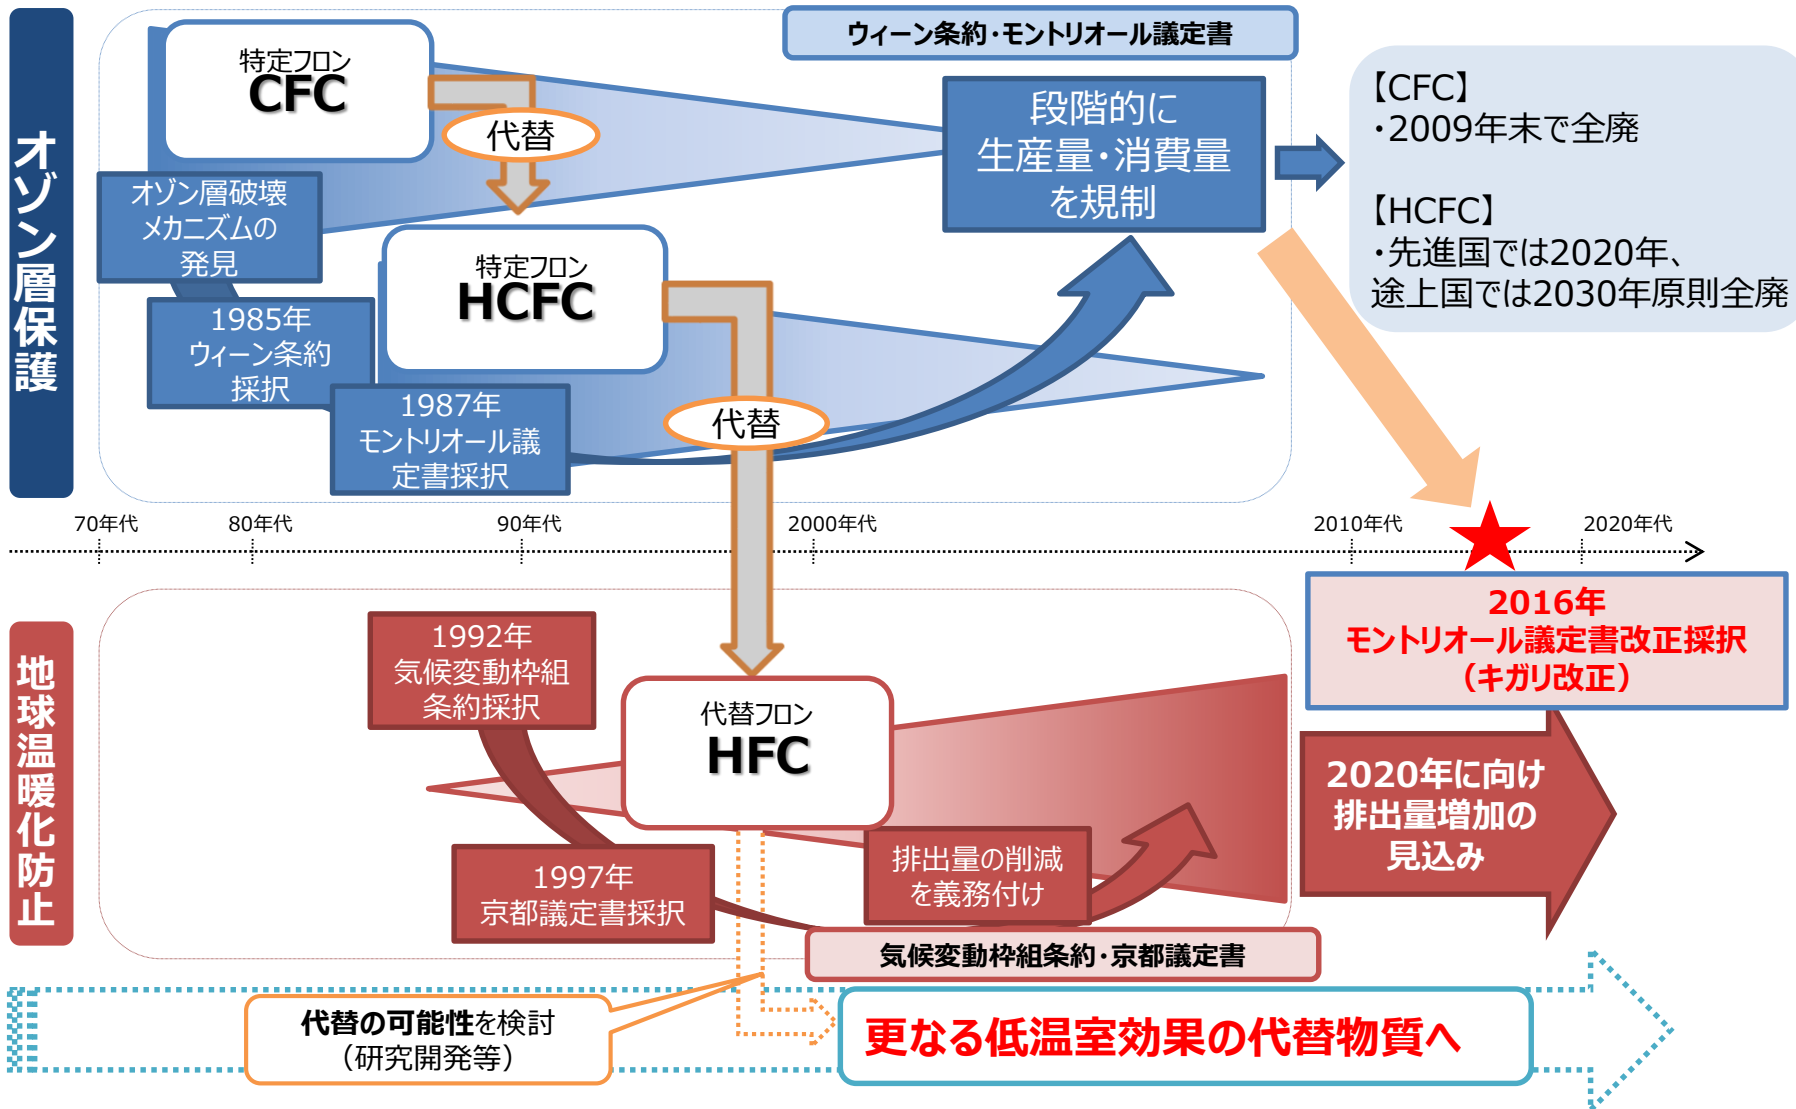 オゾン層保護
ウィーン条約・モントリオール議定書
特定フロン
CFC
代替
段階的に
生産量・消費量
を規制
【CFC】
・2009年末で全廃
【HCFC】
・先進国では2020年、
途上国では2030年原則全廃
オゾン層破壊
メカニズムの
発見
特定フロン
HCFC
1985年
ウィーン条約
採択
1987年
モントリオール議
定書採択
代替
70年代
80年代
90年代
2000年代
2010年代
2020年代
地球温暖化防止
1992年
気候変動枠組
条約採択
代替フロン
HFC
2016年
モントリオール議定書改正採択
（キガリ改正）
2020年に向け
排出量増加の
見込み
1997年
京都議定書採択
排出量の削減
を義務付け
気候変動枠組条約・京都議定書
代替の可能性を検討
（研究開発等）
更なる低温室効果の代替物質へ